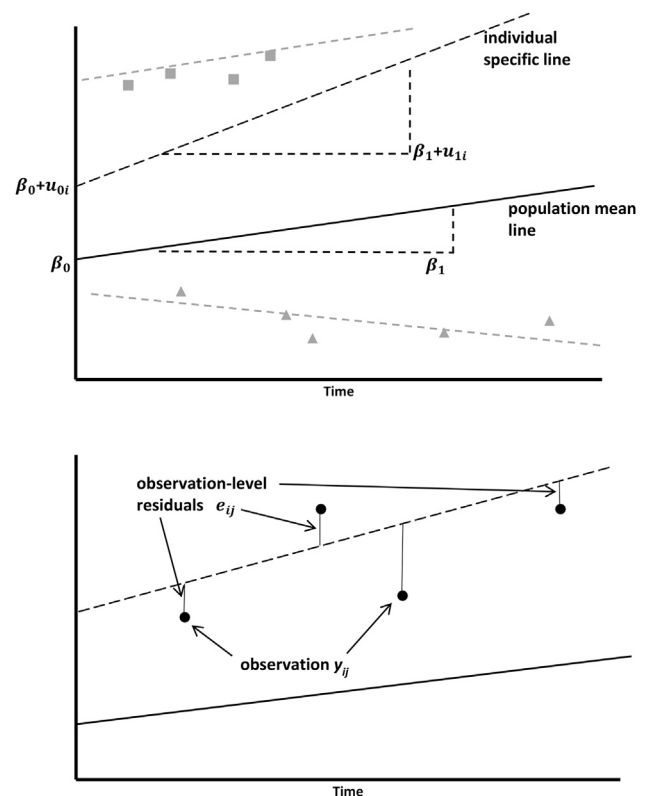 individual
specific line
β₁+u₁ᵢ
β₀+u₀ᵢ
population mean
line
β₀
β₁
Time
observation-level
residuals eᵢⱼ
observation yᵢⱼ
Time